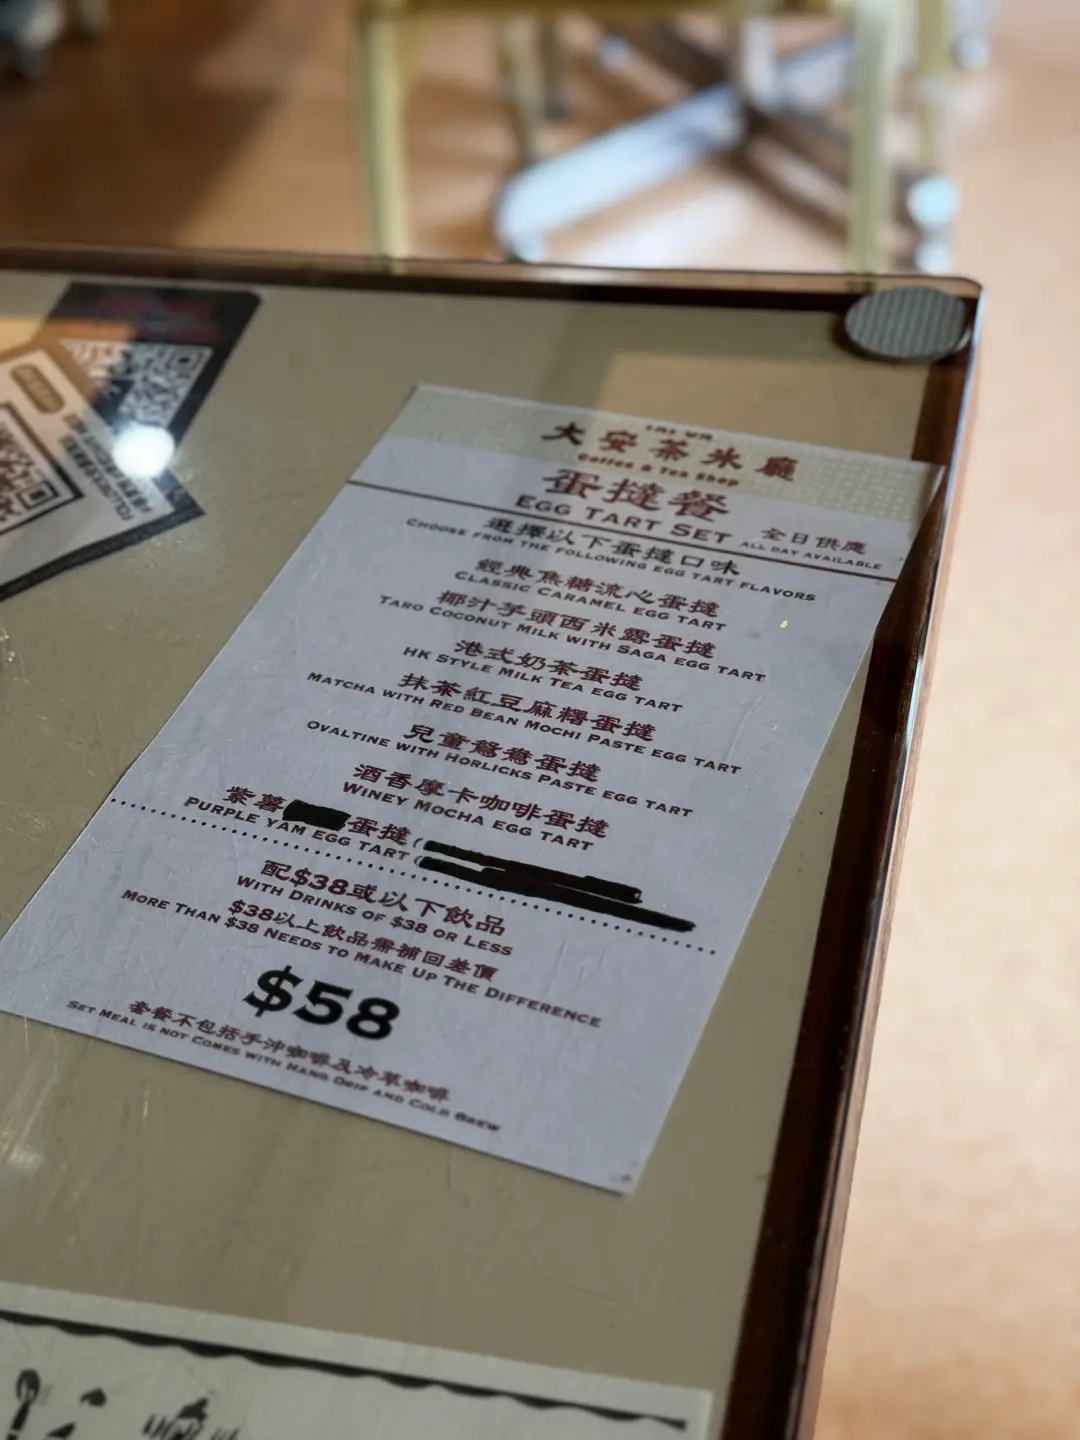 大安茶氷廳
Coffee & Tea Shop
蛋撻餐
EGG TART SET
全日供應
ALL DAY AVAILABLE
選擇以下蛋撻口味
CHOOSE FROM THE FOLLOWING EGG TART FLAVORS
經典焦糖流心蛋撻
CLASSIC CARAMEL EGG TART
椰汁芋頭西米露蛋撻
TARO COCONUT MILK WITH SAGA EGG TART
港式奶茶蛋撻
HK STYLE MILK TEA EGG TART
抹茶紅豆麻糬蛋撻
MATCHA WITH RED BEAN MOCHI PASTE EGG TART
兒童鴛鴦蛋撻
OVALTINE WITH HORLICKS PASTE EGG TART
酒香摩卡咖啡蛋撻
WINEY MOCHA EGG TART
紫薯蛋撻(
PURPLE YAM EGG TART (
配$38或以下飲品
WITH DRINKS OF $38 OR LESS
$38以上飲品需補回差價
MORE THAN $38 NEEDS TO MAKE UP THE DIFFERENCE
$58
套餐不包括手沖咖啡及冷萃咖啡
SET MEAL IS NOT COMES WITH HAND DRIP AND COLD BREW